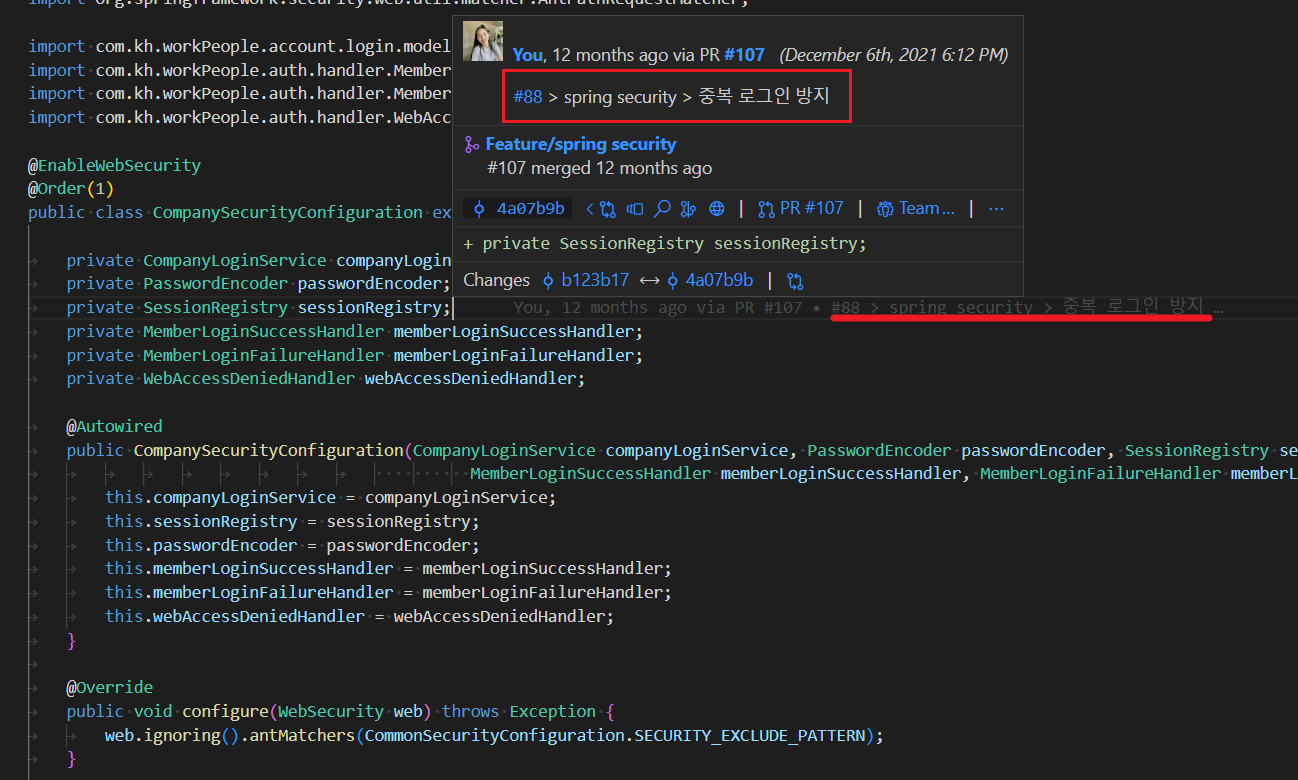 import org.springframework.security.web.util.matcher.AntPathRequestMatcher;
import com.kh.workPeople.account.login.model
import com.kh.workPeople.auth.handler.Member
import com.kh.workPeople.auth.handler.Member
import com.kh.workPeople.auth.handler.WebAcc
You, 12 months ago via PR #107 (December 6th, 2021 6:12 PM)
#88 > spring security > 중복 로그인 방지
Feature/spring security
#107 merged 12 months ago
4a07b9b | PR #107 | Team… | ···
+ private SessionRegistry sessionRegistry;
Changes b123b17 ↔ 4a07b9b |
@EnableWebSecurity
@Order(1)
public class CompanySecurityConfiguration ex
private CompanyLoginService companyLogin
private PasswordEncoder passwordEncoder;
private SessionRegistry sessionRegistry; You, 12 months ago via PR #107 • #88 > spring security > 중복 로그인 방지 …
private MemberLoginSuccessHandler memberLoginSuccessHandler;
private MemberLoginFailureHandler memberLoginFailureHandler;
private WebAccessDeniedHandler webAccessDeniedHandler;
@Autowired
public CompanySecurityConfiguration(CompanyLoginService companyLoginService, PasswordEncoder passwordEncoder, SessionRegistry se
MemberLoginSuccessHandler memberLoginSuccessHandler, MemberLoginFailureHandler memberL
this.companyLoginService = companyLoginService;
this.sessionRegistry = sessionRegistry;
this.passwordEncoder = passwordEncoder;
this.memberLoginSuccessHandler = memberLoginSuccessHandler;
this.memberLoginFailureHandler = memberLoginFailureHandler;
this.webAccessDeniedHandler = webAccessDeniedHandler;
}
@Override
public void configure(WebSecurity web) throws Exception {
web.ignoring().antMatchers(CommonSecurityConfiguration.SECURITY_EXCLUDE_PATTERN);
}